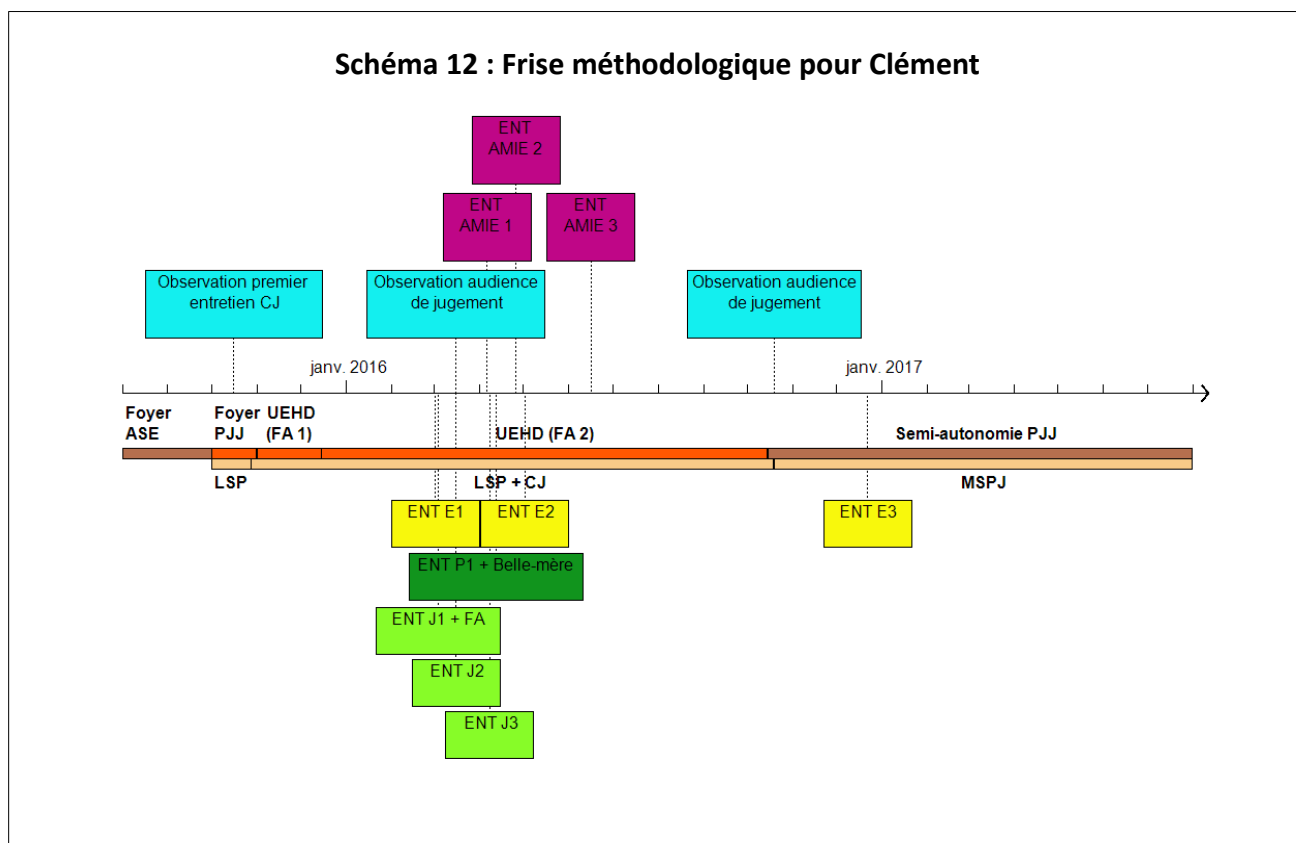 Schéma 12 : Frise méthodologique pour Clément
ENT
AMIE 2
ENT
AMIE 1
ENT
AMIE 3
Observation premier
entretien CJ
Observation audience
de jugement
Observation audience
de jugement
janv. 2016
janv. 2017
Foyer
ASE
Foyer
PJJ
UEHD
(FA 1)
UEHD (FA 2)
Semi-autonomie PJJ
LSP
LSP + CJ
MSPJ
ENT E1
ENT E2
ENT E3
ENT P1 + Belle-mère
ENT J1 + FA
ENT J2
ENT J3